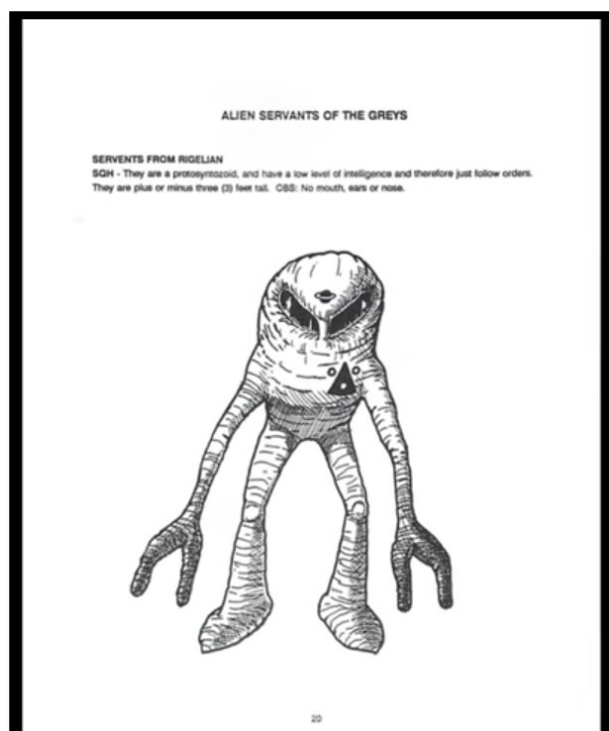 ALIEN SERVANTS OF THE GREYS
SERVENTS FROM RIGELIAN
SQH - They are a protosyntozoid, and have a low level of intelligence and therefore just follow orders.
They are plus or minus three (3) feet tall. OBS: No mouth, ears or nose.
20